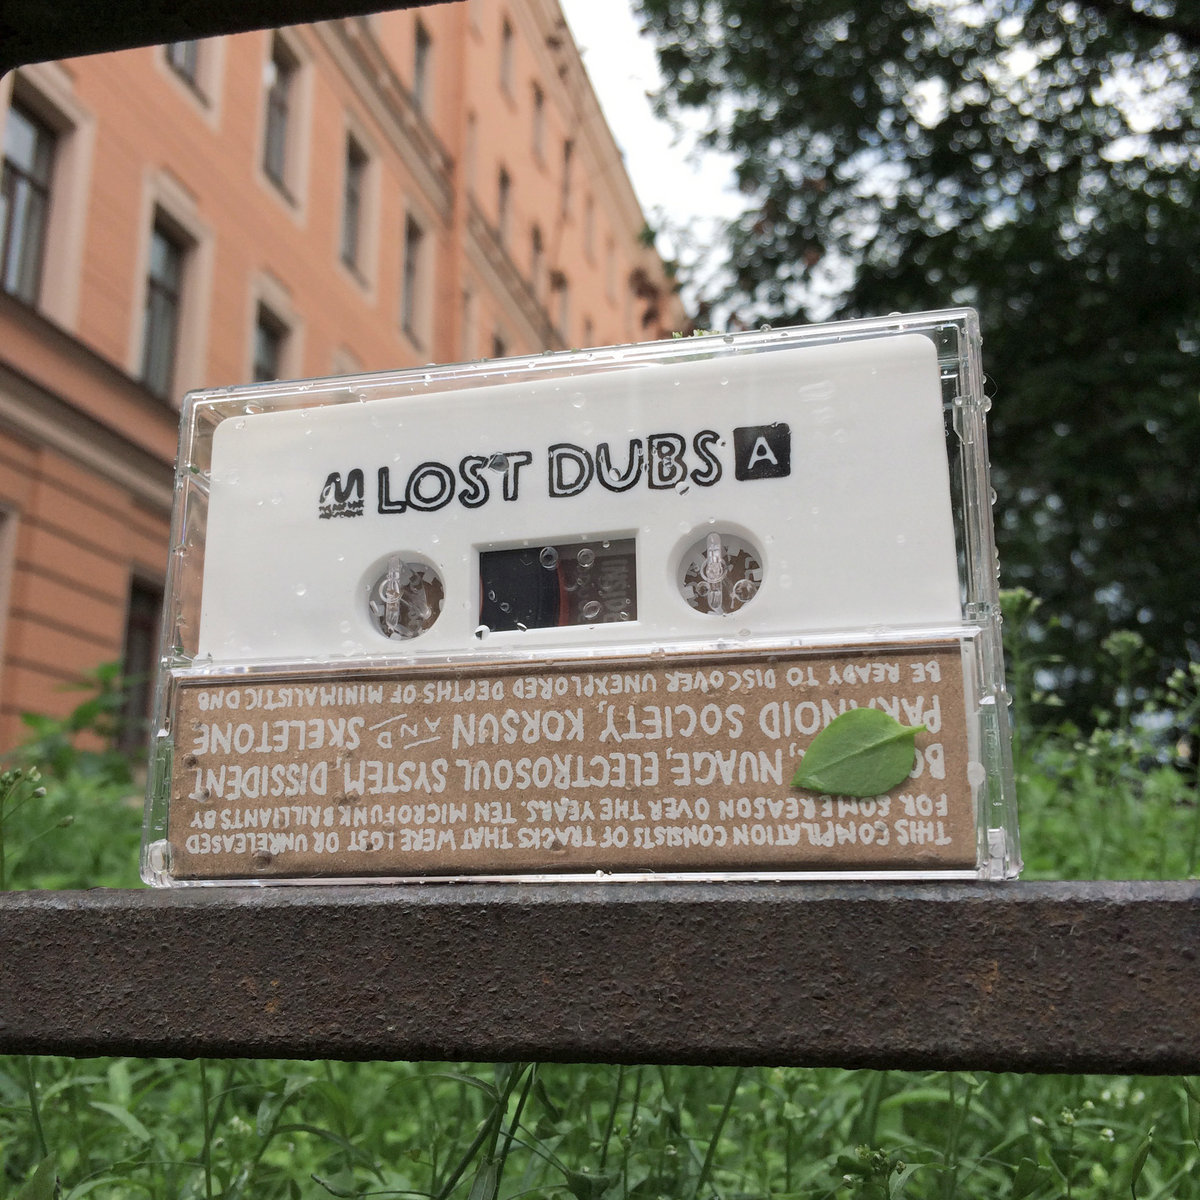 LOST DUBS A
THIS COMPILATION CONSISTS OF TRACKS THAT WERE LOST OR UNRELEASED
FOR SOME REASON OVER THE YEARS. TEN MICROFUNK BRILLIANTS BY
NUAGE, ELECTROSOUL SYSTEM, DISSIDENT,
PARANOID SOCIETY, KORSUN AND SKELETONE
BE READY TO DISCOVER UNEXPLORED DEPTHS OF MINIMALISTIC DNB